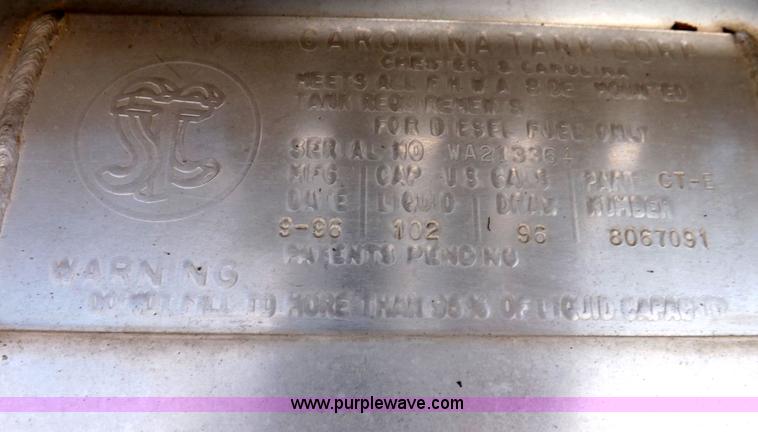 CAROLINA TANK CORP
CHESTER S CAROLINA
MEETS ALL F.H.W.A SIDE MOUNTED
TANK REQUIREMENTS
FOR DIESEL FUEL ONLY
SERIAL NO WA213364
MFG. CAP - U S GALS PART CT-E
DATE LIQUID DRAW NUMBER
9-96 102 96 8067091
PATENTS PENDING
WARNING
DO NOT FILL TO MORE THAN 95% OF LIQUID CAPACITY
www.purplewave.com